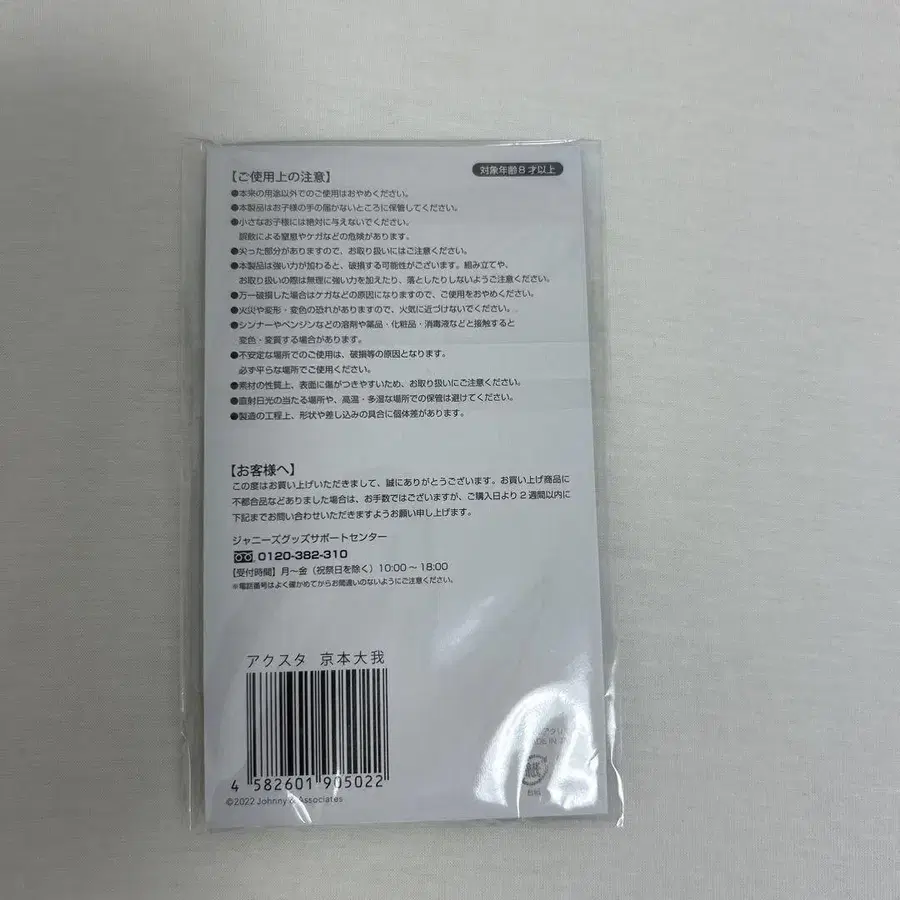 【ご使用上の注意】
対象年齢8才以上
●本来の用途以外でのご使用はおやめください。
●本製品はお子様の手の届かないところに保管してください。
●小さなお子様には絶対に与えないでください。
誤飲による窒息やケガなどの危険があります。
●尖った部分がありますので、お取り扱いにはご注意ください。
●本製品は強い力が加わると、破損する可能性がございます。組み立てや、
お取り扱いの際は無理に強い力を加えたり、落としたりしないようご注意ください。
●万一破損した場合はケガなどの原因になりますので、ご使用をおやめください。
●火災や変形・変色の恐れがありますので、火気に近づけないでください。
●シンナーやベンジンなどの溶剤や薬品・化粧品・消毒液などと接触すると
変色・変質する場合があります。
●不安定な場所でのご使用は、破損等の原因となります。
必ず平らな場所でご使用ください。
●素材の性質上、表面に傷がつきやすいため、お取り扱いにご注意ください。
●直射日光の当たる場所や、高温・多湿な場所での保管は避けてください。
●製造の工程上、形状や差し込みの具合に個体差があります。
【お客様へ】
この度はお買い上げいただきまして、誠にありがとうございます。お買い上げ商品に
不都合品などありました場合は、お手数ではございますが、ご購入日より2週間以内に
下記までお問い合わせいただきますようお願い申し上げます。
ジャニーズグッズサポートセンター
0120-382-310
【受付時間】月〜金（祝祭日を除く）10:00〜18:00
※電話番号はよく確かめてからお間違いのないようにご注意ください。
アクスタ 京本大我
4 582601 905022
©2022 Johnny & Associates
紙